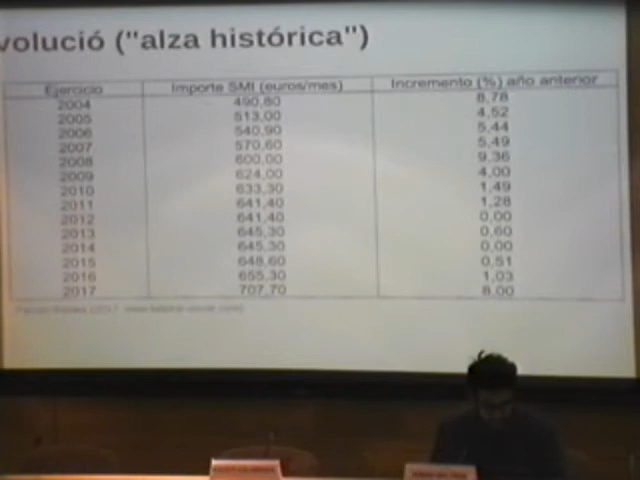 volució ("alza histórica")
Ejercicio Importe SMI (euros/mes) Incremento (%) año anterior
2004 490,80 6,78
2005 513,00 4,52
2006 540,90 5,44
2007 570,60 5,49
2008 600,00 9,36
2009 624,00 4,00
2010 633,30 1,49
2011 641,40 1,28
2012 641,40 0,00
2013 645,30 0,60
2014 645,30 0,00
2015 648,60 0,51
2016 655,30 1,03
2017 707,70 8,00